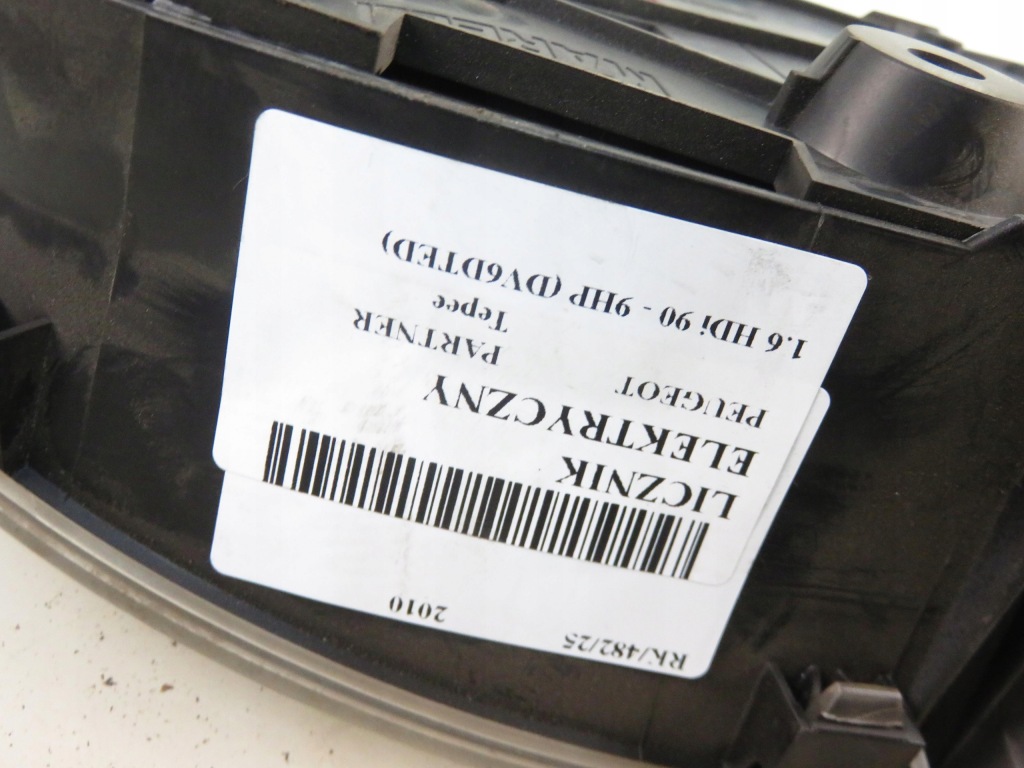 RK/482/25
2010
LICZNIK
ELEKTRYCZNY
PEUGEOT PARTNER
Tepee
1.6 HDi 90 - 9HP (DV6DTED)